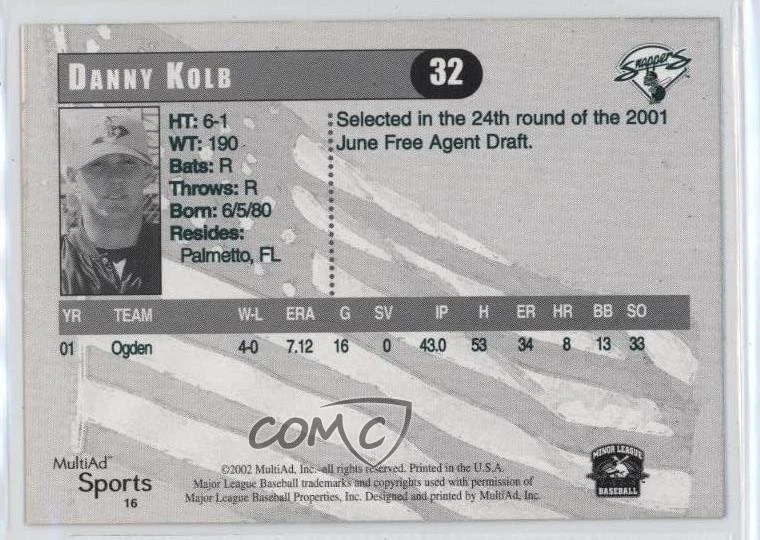 DANNY KOLB 32
Snappers
HT: 6-1
WT: 190
Bats: R
Throws: R
Born: 6/5/80
Resides:
Palmetto, FL
Selected in the 24th round of the 2001
June Free Agent Draft.
YR TEAM W-L ERA G SV IP H ER HR BB SO
01 Ogden 4-0 7.12 16 0 43.0 53 34 8 13 33
COMC
MultiAd™
Sports
16
©2002 MultiAd, Inc. all rights reserved. Printed in the U.S.A.
Major League Baseball trademarks and copyrights used with permission of
Major League Baseball Properties, Inc. Designed and printed by MultiAd, Inc.
MINOR LEAGUE
BASEBALL